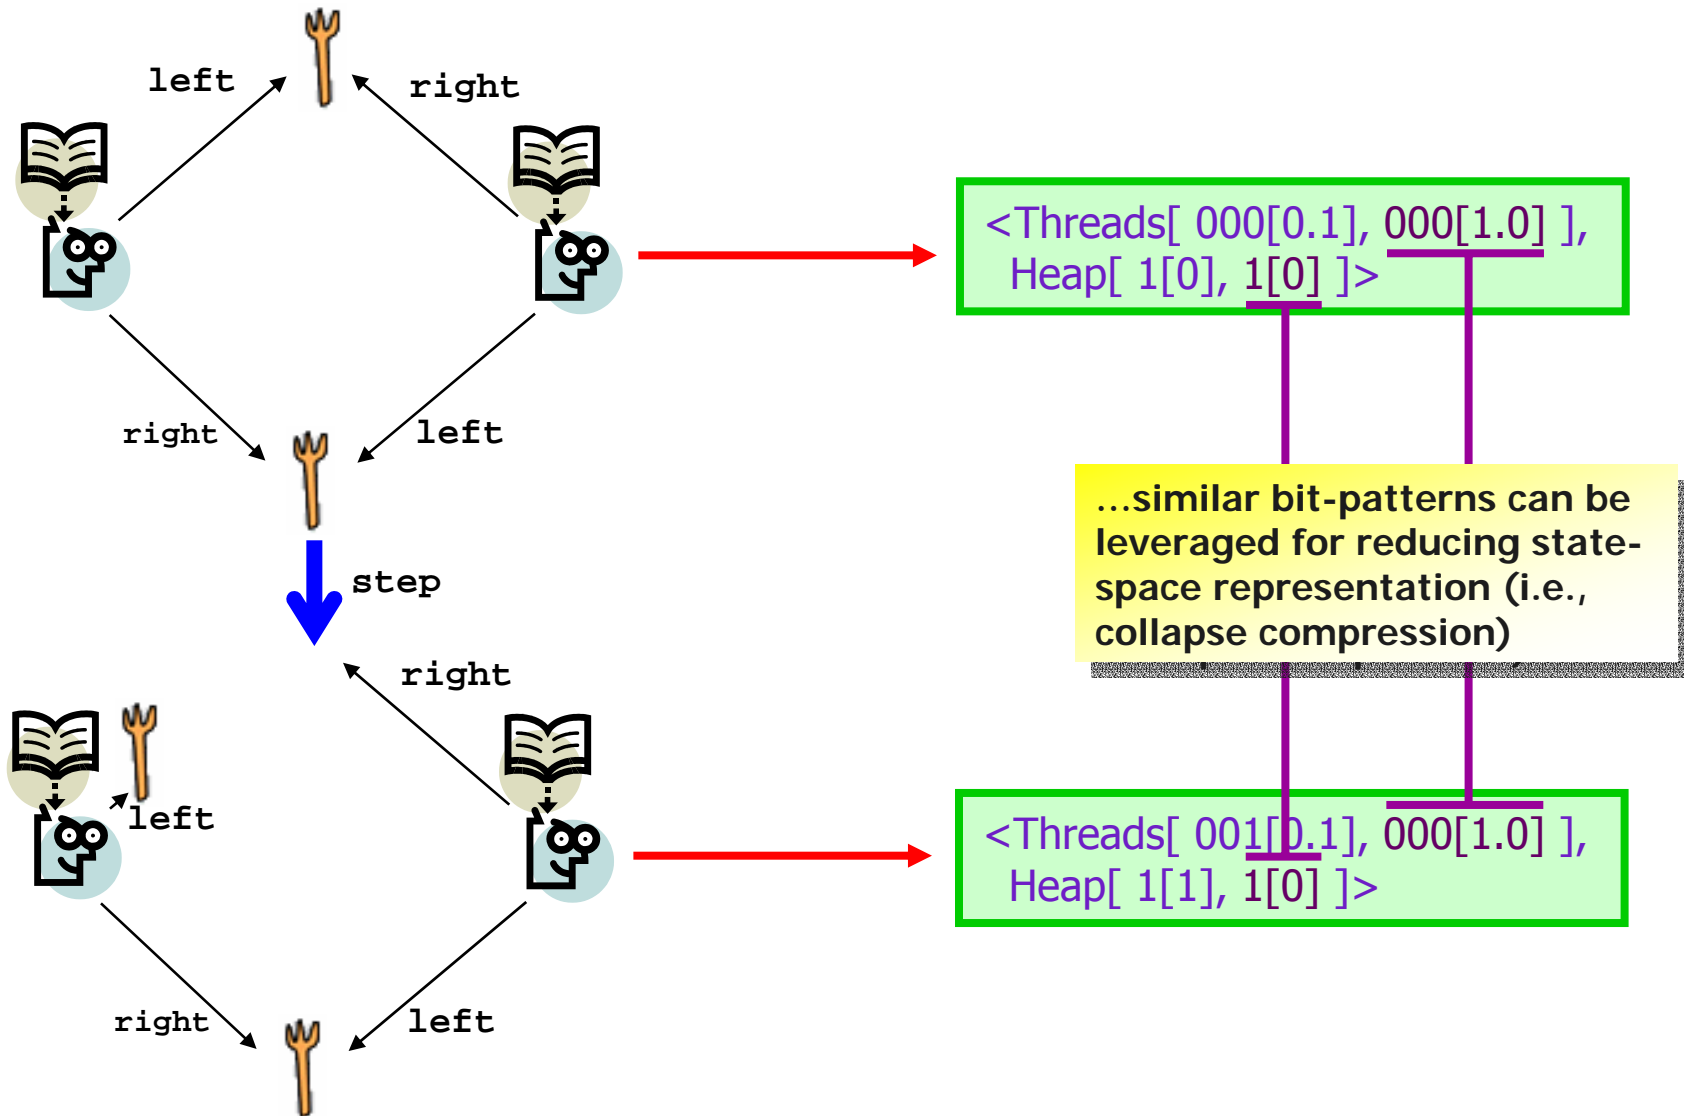 left
right
<Threads[ 000[0.1], 000[1.0] ],
Heap[ 1[0], 1[0] ]>
right
left
...similar bit-patterns can be
leveraged for reducing state-
space representation (i.e.,
collapse compression)
step
right
left
<Threads[ 001[0.1], 000[1.0] ],
Heap[ 1[1], 1[0] ]>
right
left